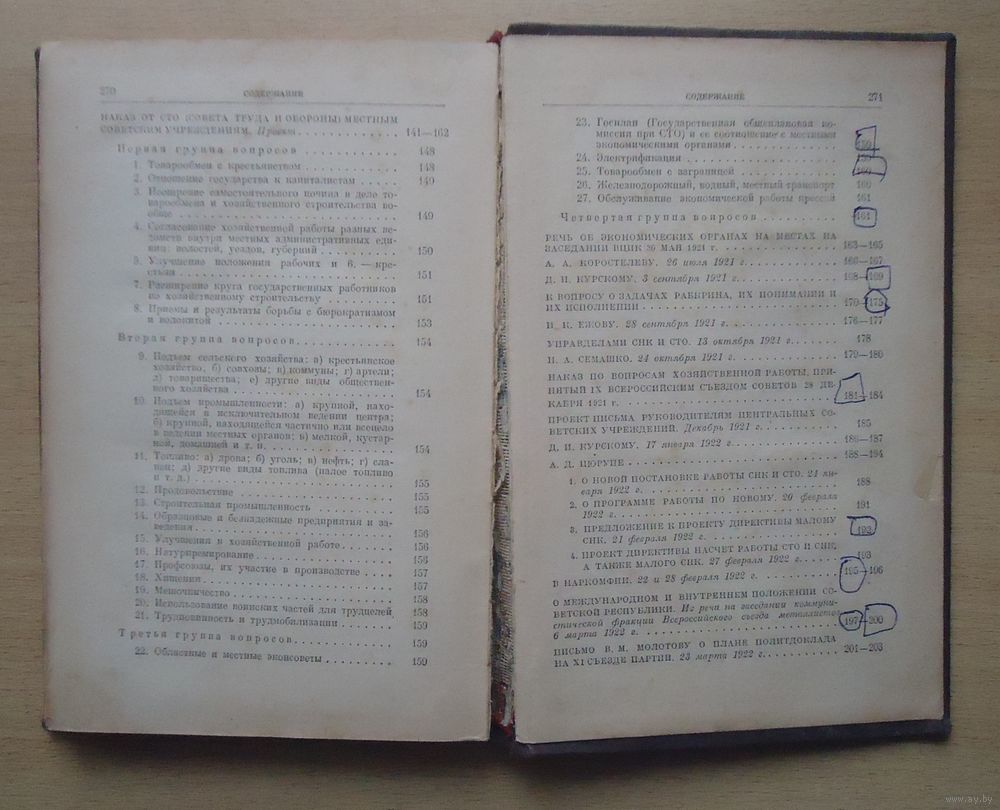 270 СОДЕРЖАНИЕ
НАКАЗ ОТ СТО (СОВЕТА ТРУДА И ОБОРОНЫ) МЕСТНЫМ
СОВЕТСКИМ УЧРЕЖДЕНИЯМ. Проект . . . . . . . . . . . . 141—162
Первая группа вопросов . . . . . . . . . . . . 148
1. Товарообмен с крестьянством . . . . . . . . . 148
2. Отношение государства к капиталистам . . . . . 149
3. Поощрение самостоятельного почина в деле то-
варообмена и хозяйственного строительства во-
обще . . . . . . . . . . . . . . . . . . 149
4. Согласование хозяйственной работы разных ве-
домств внутри местных административных еди-
ниц: волостей, уездов, губерний . . . . . . . 150
5. Улучшение положения рабочих и 6. — кре-
стьян . . . . . . . . . . . . . . . . . . 151
7. Расширение круга государственных работников
по хозяйственному строительству . . . . . . . 151
8. Приемы и результаты борьбы с бюрократизмом
и волокитой . . . . . . . . . . . . . . . 153
Вторая группа вопросов . . . . . . . . . . . . 154
9. Подъем сельского хозяйства: а) крестьянское
хозяйство, б) совхозы; в) коммуны; г) артели;
д) товарищества; е) другие виды обществен-
ного хозяйства . . . . . . . . . . . . . . 154
10. Подъем промышленности: а) крупной, нахо-
дящейся в исключительном ведении центра;
б) крупной, находящейся частично или всецело
в ведении местных органов; в) мелкой, кустар-
ной, домашней и т. п. . . . . . . . . . . . 154
11. Топливо: а) дрова; б) уголь; в) нефть; г) сла-
нец; д) другие виды топлива (палое топливо
и т. д.) . . . . . . . . . . . . . . . . . 155
12. Продовольствие . . . . . . . . . . . . . . 155
13. Строительная промышленность . . . . . . . . 155
14. Образцовые и безнадежные предприятия и за-
ведения . . . . . . . . . . . . . . . . . 156
15. Улучшения в хозяйственной работе . . . . . . 156
16. Натурпремирование . . . . . . . . . . . . 156
17. Профсоюзы, их участие в производстве . . . . 157
18. Хищения . . . . . . . . . . . . . . . . . 157
19. Мешочничество . . . . . . . . . . . . . . 158
20. Использование воинских частей для трудцелей 158
21. Трудповинность и трудмобилизации . . . . . . 159
Третья группа вопросов . . . . . . . . . . . . 159
22. Областные и местные экономсоветы . . . . . . 159
СОДЕРЖАНИЕ 271
23. Госплан (Государственная общеплановая ко-
миссия при СТО) и ее соотношение с местными
экономическими органами . . . . . . . . . .
24. Электрификация . . . . . . . . . . . . . .
25. Товарообмен с заграницей . . . . . . . . . 160
26. Железнодорожный, водный, местный транспорт 160
27. Обслуживание экономической работы прессой 161
Четвертая группа вопросов . . . . . . . . . . 161
РЕЧЬ ОБ ЭКОНОМИЧЕСКИХ ОРГАНАХ НА МЕСТАХ НА
ЗАСЕДАНИИ ВЦИК 30 МАЯ 1921 г. . . . . . . . . . . 163—165
А. А. КОРОСТЕЛЕВУ. 26 июля 1921 г. . . . . . . . . 166—167
Д. И. КУРСКОМУ. 3 сентября 1921 г. . . . . . . . . 168—169
К ВОПРОСУ О ЗАДАЧАХ РАБКРИНА, ИХ ПОНИМАНИИ И
ИХ ИСПОЛНЕНИИ . . . . . . . . . . . . . . . . . 170—175
И. К. ЕЖОВУ. 28 сентября 1921 г. . . . . . . . . . 176—177
УПРАВДЕЛАМИ СНК И СТО. 13 октября 1921 г. . . . . . 178
Н. А. СЕМАШКО. 24 октября 1921 г. . . . . . . . . . 179—180
НАКАЗ ПО ВОПРОСАМ ХОЗЯЙСТВЕННОЙ РАБОТЫ, ПРИ-
НЯТЫЙ IX ВСЕРОССИЙСКИМ СЪЕЗДОМ СОВЕТОВ 28 ДЕ-
КАБРЯ 1921 г. . . . . . . . . . . . . . . . . . 181—184
ПРОЕКТ ПИСЬМА РУКОВОДИТЕЛЯМ ЦЕНТРАЛЬНЫХ СО-
ВЕТСКИХ УЧРЕЖДЕНИЙ. Декабрь 1921 г. . . . . . . . . 185
Д. И. КУРСКОМУ. 17 января 1922 г. . . . . . . . . . 186—187
А. Д. ЦЮРУПЕ . . . . . . . . . . . . . . . . . . 188—194
1. О НОВОЙ ПОСТАНОВКЕ РАБОТЫ СНК И СТО. 24 ян-
варя 1922 г. . . . . . . . . . . . . . . . 188
2. О ПРОГРАММЕ РАБОТЫ ПО НОВОМУ. 20 февраля
1922 г. . . . . . . . . . . . . . . . . . 191
3. ПРЕДЛОЖЕНИЕ К ПРОЕКТУ ДИРЕКТИВЫ МАЛОМУ
СНК. 21 февраля 1922 г. . . . . . . . . . . 193
4. ПРОЕКТ ДИРЕКТИВЫ НАСЧЕТ РАБОТЫ СТО И СНК,
А ТАКЖЕ МАЛОГО СНК. 27 февраля 1922 г. . . . . 193
В НАРКОМФИН. 22 и 28 февраля 1922 г. . . . . . . . . 195—196
О МЕЖДУНАРОДНОМ И ВНУТРЕННЕМ ПОЛОЖЕНИИ СО-
ВЕТСКОЙ РЕСПУБЛИКИ. Из речи на заседании коммуни-
стической фракции Всероссийского съезда металлистов
6 марта 1922 г. . . . . . . . . . . . . . . . . 197—200
ПИСЬМО В. М. МОЛОТОВУ О ПЛАНЕ ПОЛИТДОКЛАДА
НА XI СЪЕЗДЕ ПАРТИИ. 23 марта 1922 г. . . . . . . . 201—203
www.ay.by